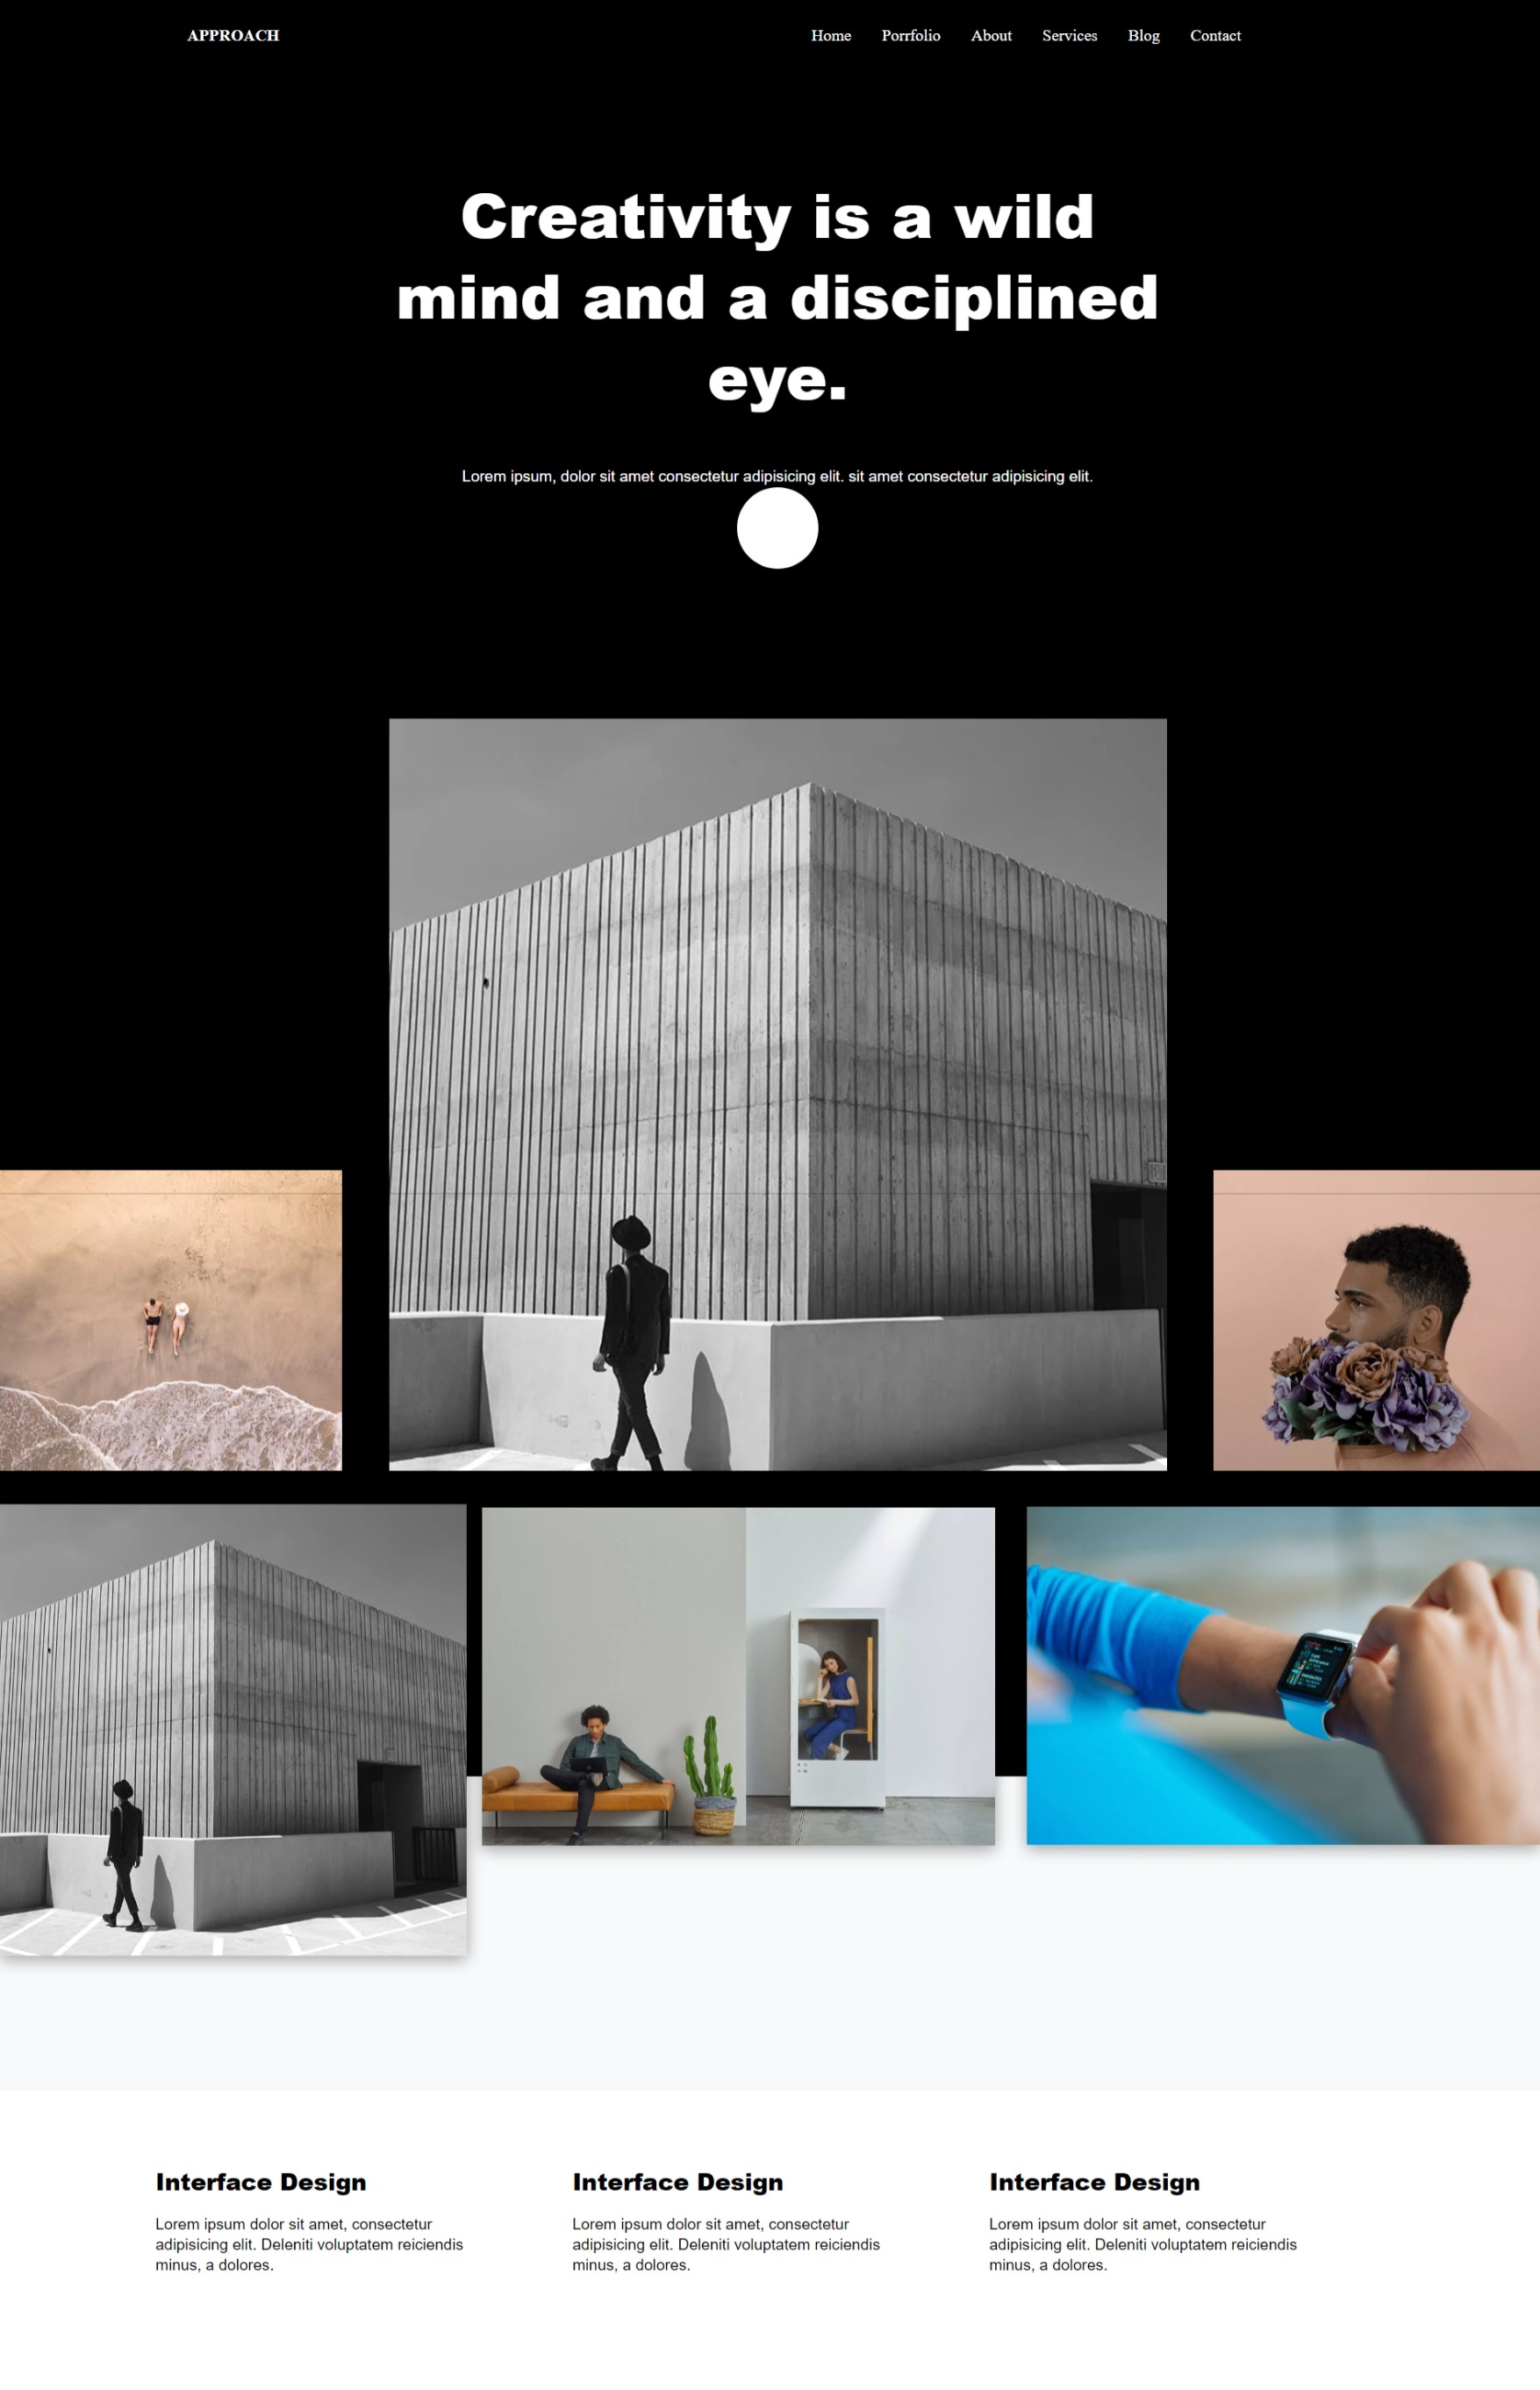 APPROACH
Home Porrfolio About Services Blog Contact
Creativity is a wild
mind and a disciplined
eye.
Lorem ipsum, dolor sit amet consectetur adipisicing elit. sit amet consectetur adipisicing elit.
Interface Design
Lorem ipsum dolor sit amet, consectetur
adipisicing elit. Deleniti voluptatem reiciendis
minus, a dolores.
Interface Design
Lorem ipsum dolor sit amet, consectetur
adipisicing elit. Deleniti voluptatem reiciendis
minus, a dolores.
Interface Design
Lorem ipsum dolor sit amet, consectetur
adipisicing elit. Deleniti voluptatem reiciendis
minus, a dolores.